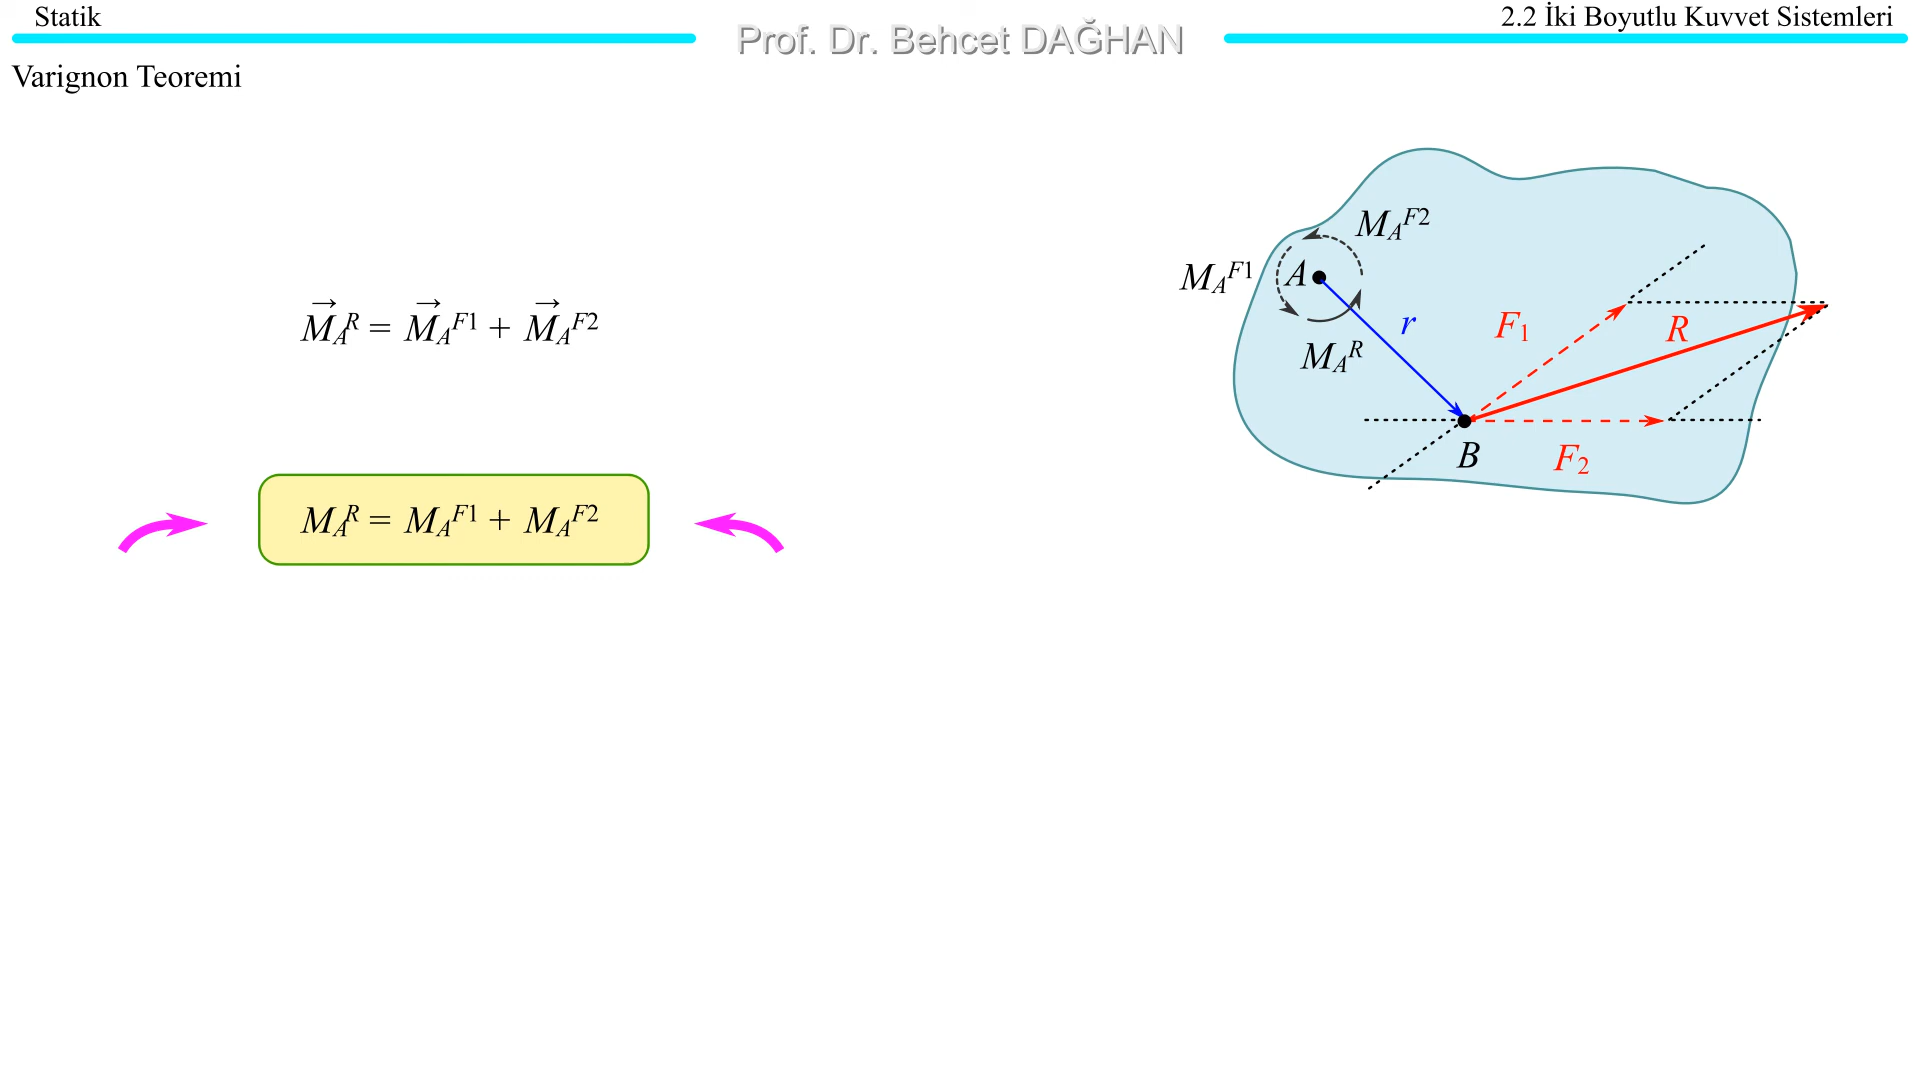 Statik
Prof. Dr. Behcet DAĞHAN
2.2 İki Boyutlu Kuvvet Sistemleri
Varignon Teoremi
M_A^F2
M_A^F1
A
r
F1
R
M_A^R
B
F2
→ → →
M_A^R = M_A^F1 + M_A^F2
M_A^R = M_A^F1 + M_A^F2